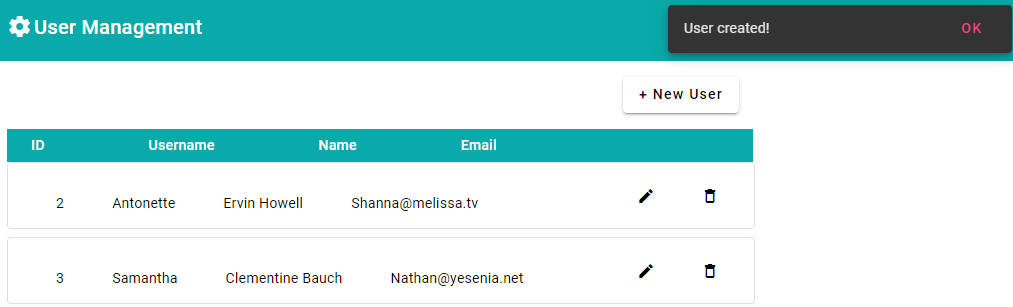 User Management
User created! OK
+ New User
ID Username Name Email
2 Antonette Ervin Howell Shanna@melissa.tv
3 Samantha Clementine Bauch Nathan@yesenia.net